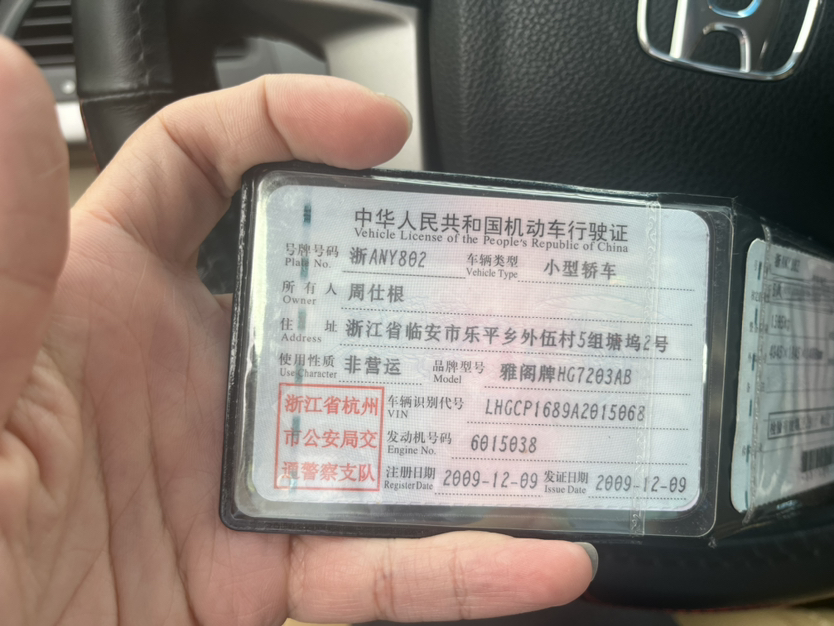 中华人民共和国机动车行驶证
Vehicle License of the People's Republic of China
号牌号码 浙ANY802 车辆类型 小型轿车
Plate No. Vehicle Type
所有人 周仕根
Owner
住址 浙江省临安市乐平乡外伍村5组塘坞2号
Address
使用性质 非营运 品牌型号 雅阁牌HG7203AB
Use Character Model
浙江省杭州 车辆识别代号 LHGCP1689A2015068
VIN
市公安局交 发动机号码 6015038
Engine No.
通警察支队 注册日期 2009-12-09 发证日期 2009-12-09
Register Date Issue Date